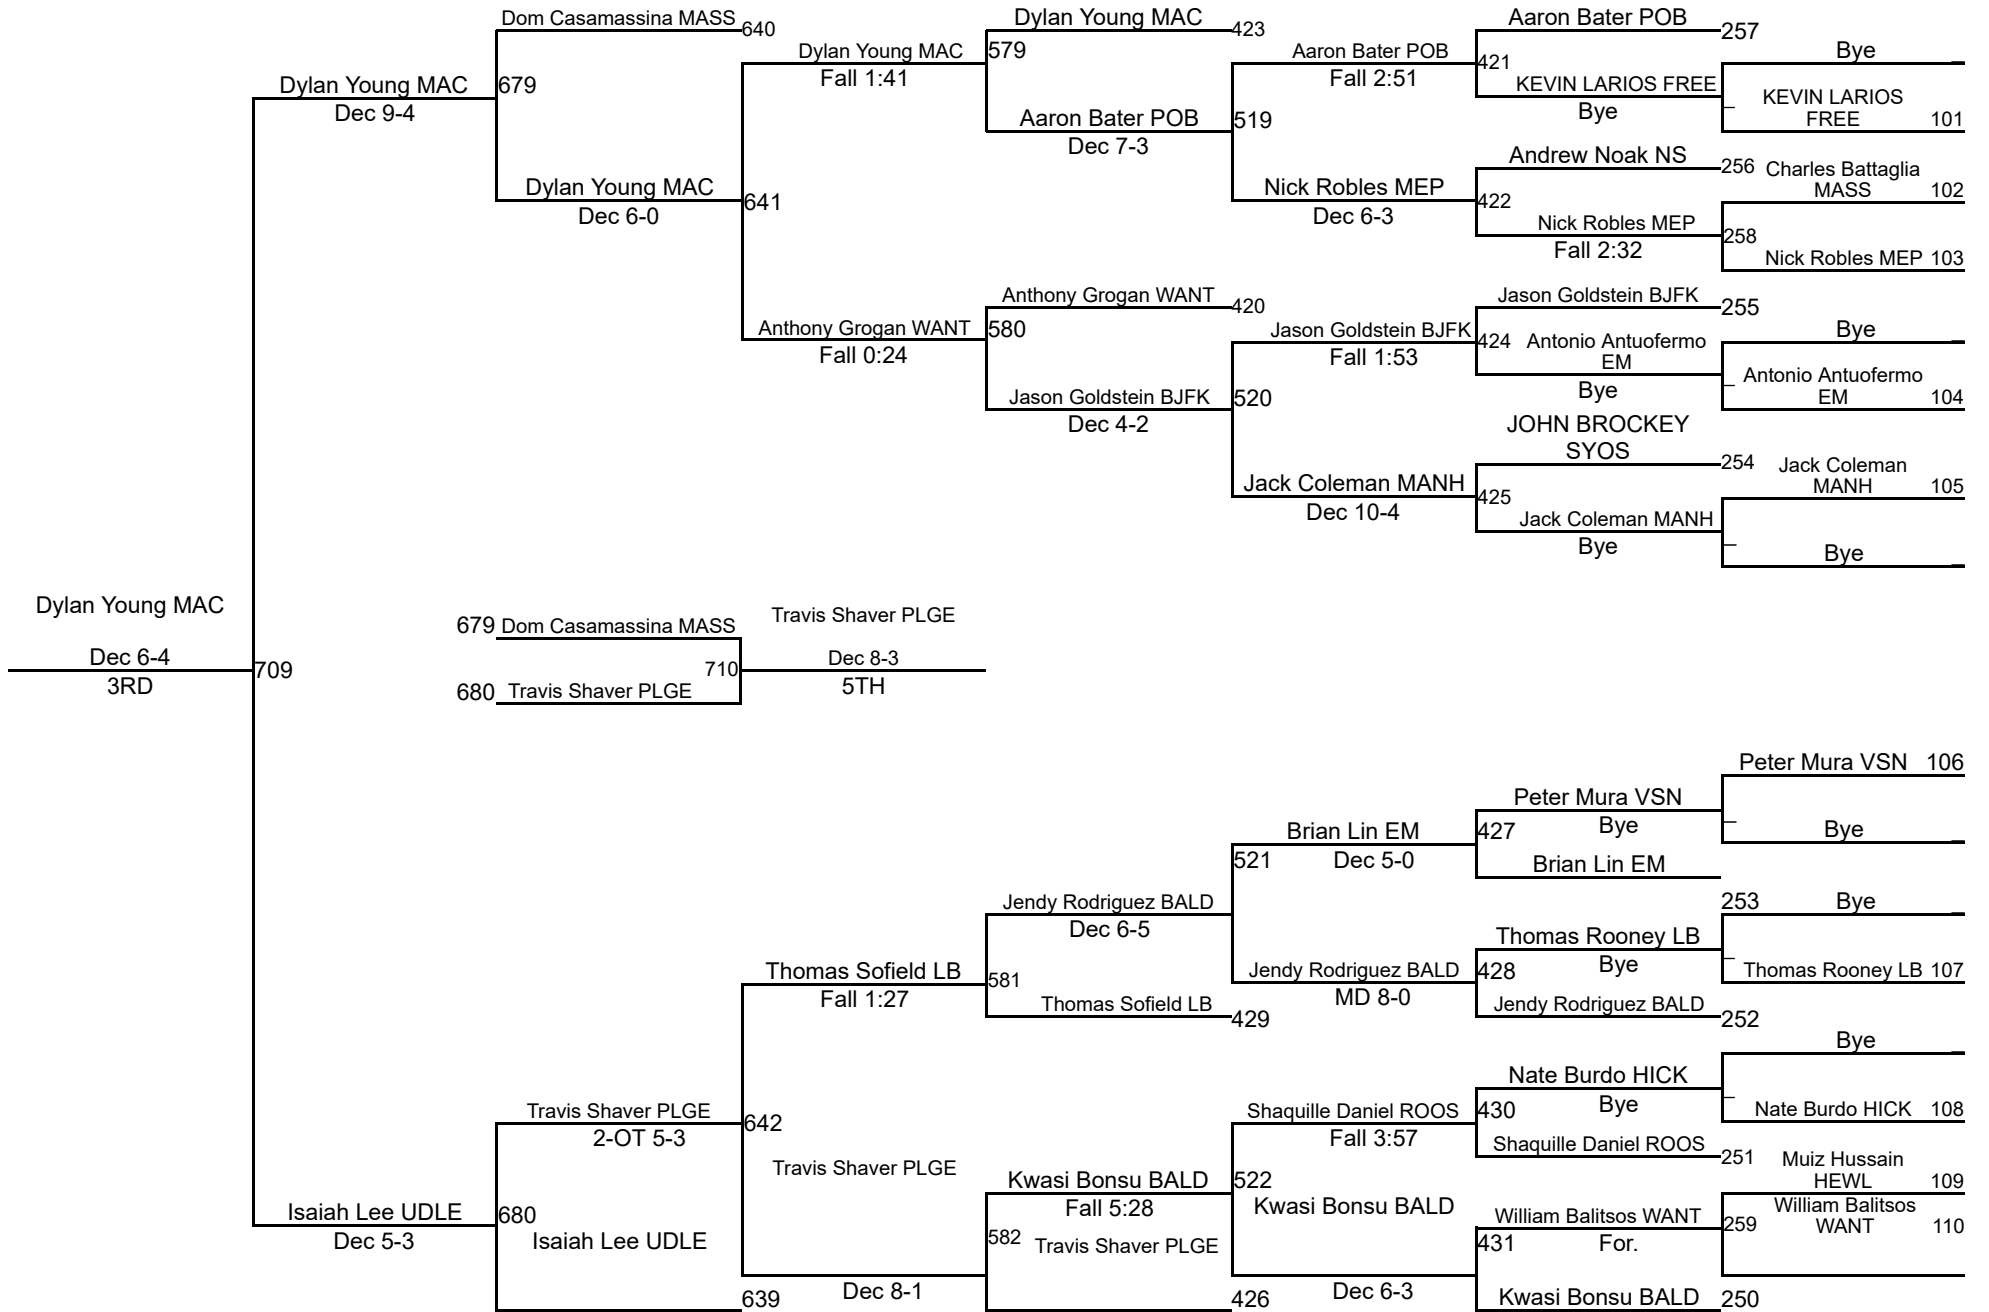 Dom Casamassina MASS
640
Dylan Young MAC
423
Aaron Bater POB
257
Bye
Dylan Young MAC
579
Aaron Bater POB
421
Fall 1:41
Fall 2:51
Dylan Young MAC
679
KEVIN LARIOS FREE
Bye
KEVIN LARIOS
FREE
101
Dec 9-4
Aaron Bater POB
519
Dec 7-3
Andrew Noak NS
256
Charles Battaglia
MASS
102
Dylan Young MAC
641
Dec 6-0
Nick Robles MEP
422
Dec 6-3
Nick Robles MEP
258
Fall 2:32
Nick Robles MEP 103
Anthony Grogan WANT
420
Jason Goldstein BJFK
255
Bye
Anthony Grogan WANT
580
Fall 0:24
Jason Goldstein BJFK
424
Fall 1:53
Antonio Antuofermo
EM
Bye
Antonio Antuofermo
EM
104
Jason Goldstein BJFK
520
Dec 4-2
JOHN BROCKEY
SYOS
254
Jack Coleman
MANH
105
Jack Coleman MANH
425
Dec 10-4
Jack Coleman MANH
Bye
Bye
Dylan Young MAC
Dec 6-4
709
3RD
679 Dom Casamassina MASS
710
680 Travis Shaver PLGE
Travis Shaver PLGE
Dec 8-3
5TH
Peter Mura VSN 106
Peter Mura VSN
Bye
Bye
Brian Lin EM
427
Dec 5-0
Brian Lin EM
521
253
Bye
Jendy Rodriguez BALD
Dec 6-5
Thomas Rooney LB
Bye
Thomas Rooney LB 107
Thomas Sofield LB
581
Fall 1:27
Jendy Rodriguez BALD
428
MD 8-0
Thomas Sofield LB
429
Jendy Rodriguez BALD
252
Bye
Nate Burdo HICK
Bye
Nate Burdo HICK 108
Travis Shaver PLGE
642
2-OT 5-3
Shaquille Daniel ROOS
430
Fall 3:57
Shaquille Daniel ROOS
251
Muiz Hussain
HEWL
109
Travis Shaver PLGE
Kwasi Bonsu BALD
522
Fall 5:28
Kwasi Bonsu BALD
William Balitsos WANT
259
For.
William Balitsos
WANT
110
Isaiah Lee UDLE
680
Dec 5-3
Isaiah Lee UDLE
582
Travis Shaver PLGE
431
639
Dec 8-1
426
Dec 6-3
Kwasi Bonsu BALD
250